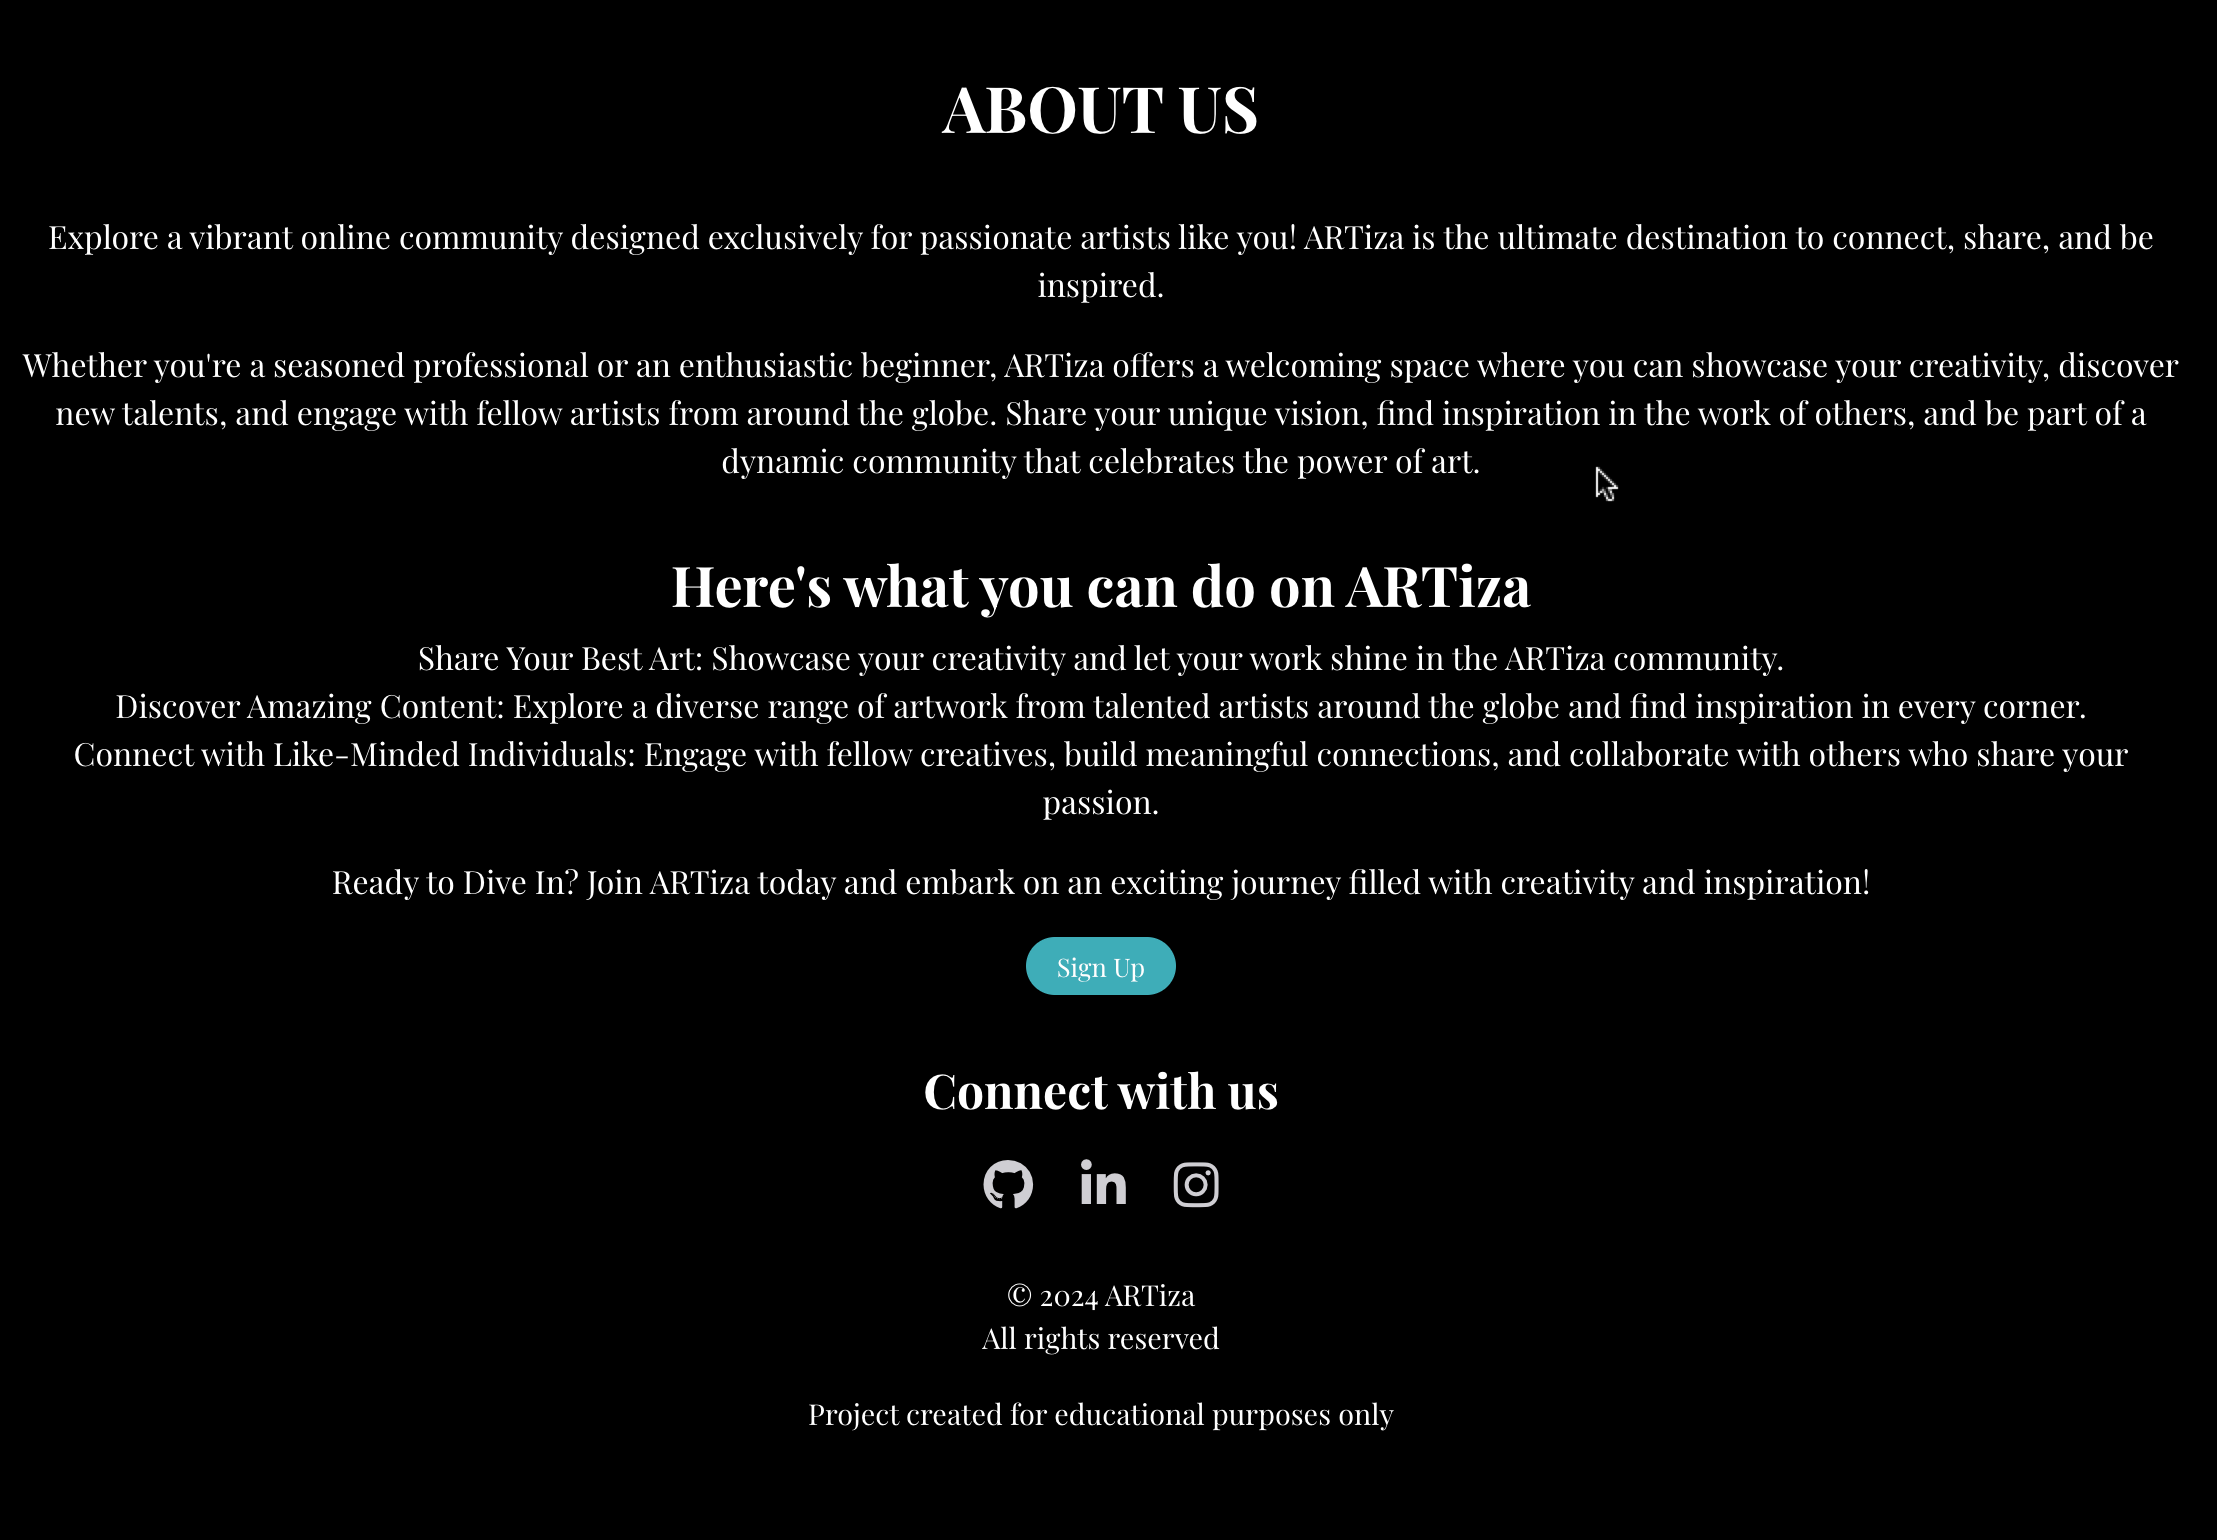 ABOUT US
Explore a vibrant online community designed exclusively for passionate artists like you! ARTiza is the ultimate destination to connect, share, and be
inspired.
Whether you're a seasoned professional or an enthusiastic beginner, ARTiza offers a welcoming space where you can showcase your creativity, discover
new talents, and engage with fellow artists from around the globe. Share your unique vision, find inspiration in the work of others, and be part of a
dynamic community that celebrates the power of art.
Here's what you can do on ARTiza
Share Your Best Art: Showcase your creativity and let your work shine in the ARTiza community.
Discover Amazing Content: Explore a diverse range of artwork from talented artists around the globe and find inspiration in every corner.
Connect with Like-Minded Individuals: Engage with fellow creatives, build meaningful connections, and collaborate with others who share your
passion.
Ready to Dive In? Join ARTiza today and embark on an exciting journey filled with creativity and inspiration!
Sign Up
Connect with us
in
© 2024 ARTiza
All rights reserved
Project created for educational purposes only